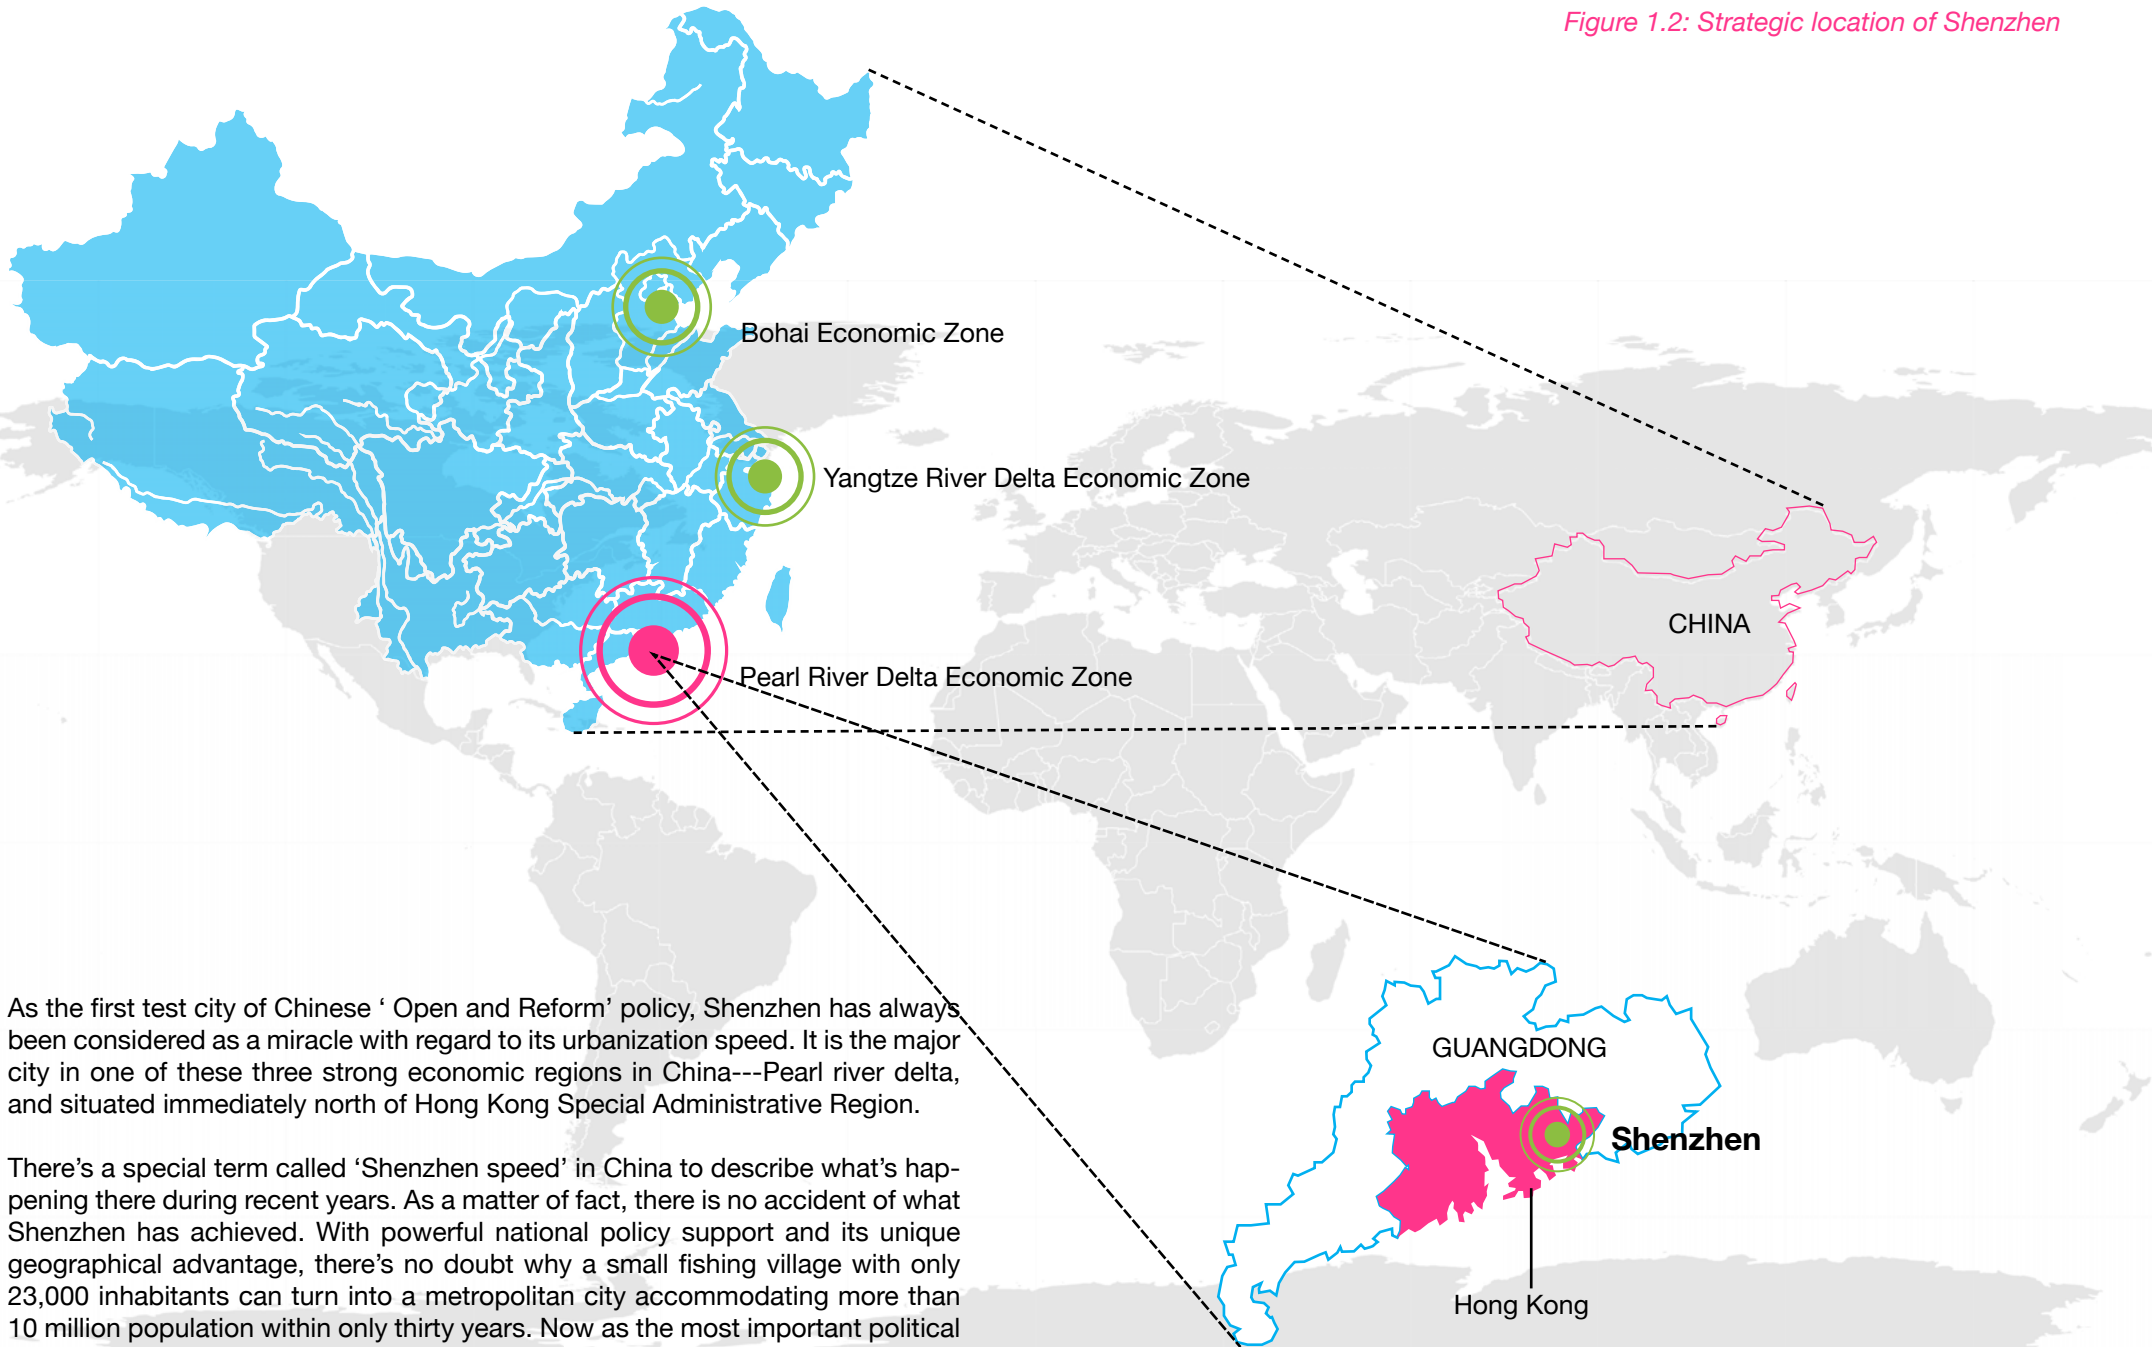 Figure 1.2: Strategic location of Shenzhen
Bohai Economic Zone
Yangtze River Delta Economic Zone
CHINA
Pearl River Delta Economic Zone
As the first test city of Chinese ‘ Open and Reform’ policy, Shenzhen has always
been considered as a miracle with regard to its urbanization speed. It is the major
city in one of these three strong economic regions in China---Pearl river delta,
and situated immediately north of Hong Kong Special Administrative Region.
There’s a special term called ‘Shenzhen speed’ in China to describe what’s hap-
pening there during recent years. As a matter of fact, there is no accident of what
Shenzhen has achieved. With powerful national policy support and its unique
geographical advantage, there’s no doubt why a small fishing village with only
23,000 inhabitants can turn into a metropolitan city accommodating more than
10 million population within only thirty years. Now as the most important political
GUANGDONG
Shenzhen
Hong Kong